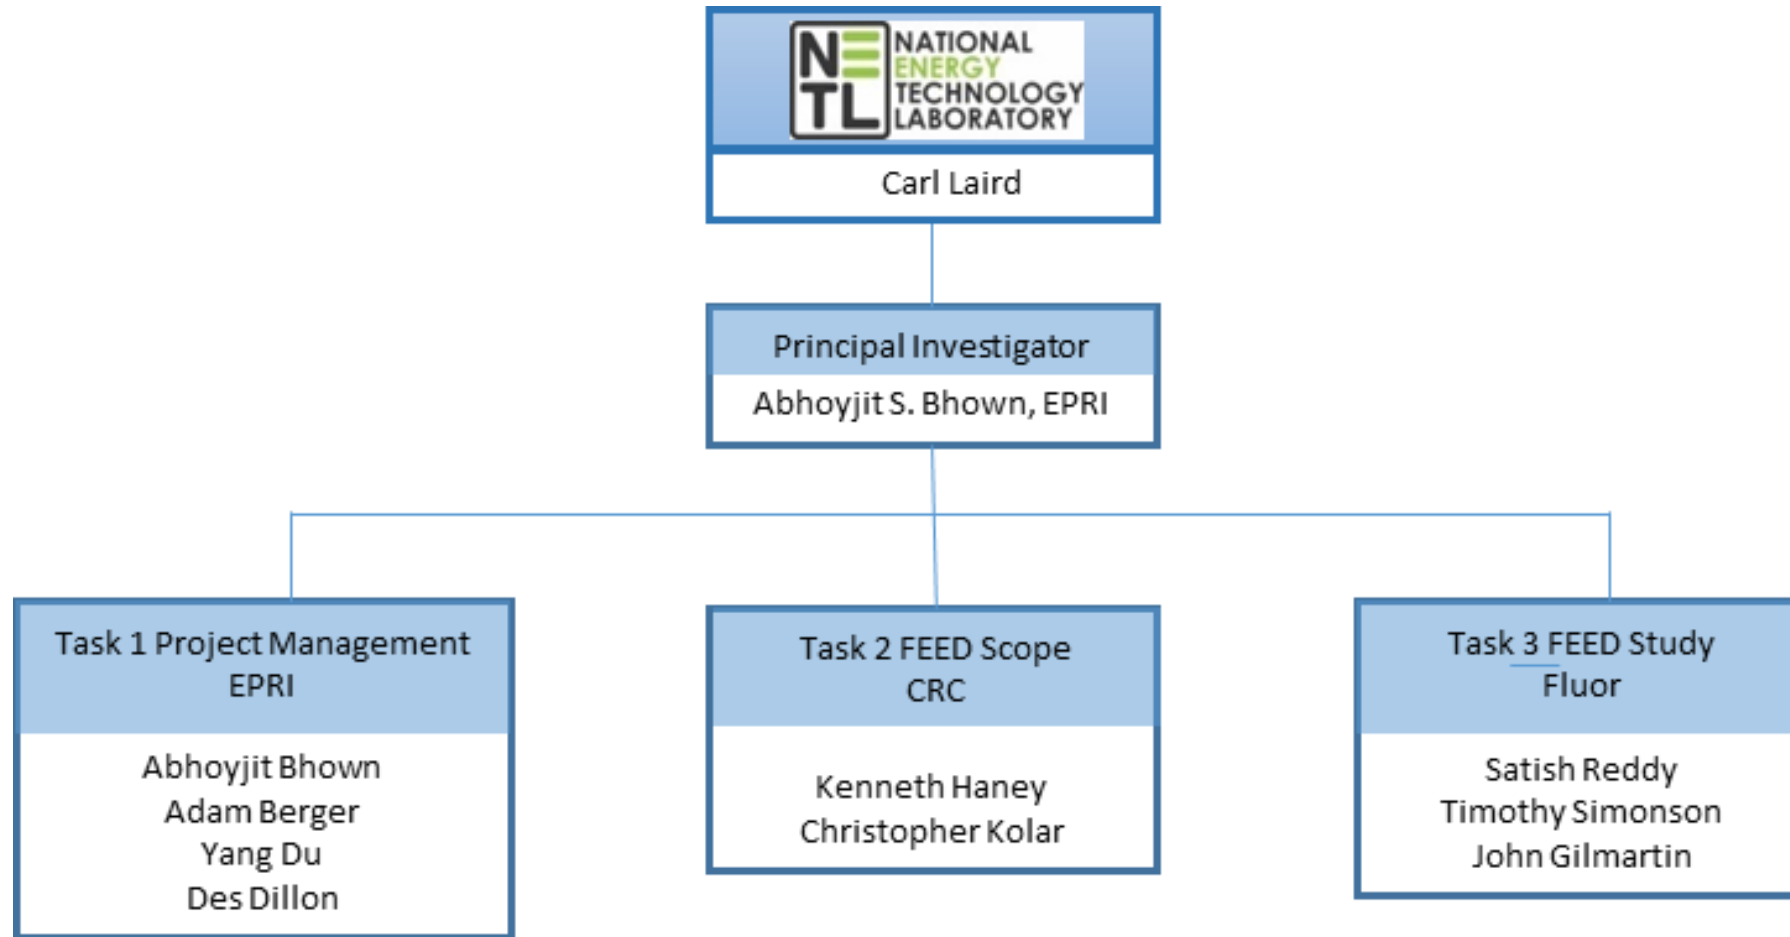 NE
TL
NATIONAL
ENERGY
TECHNOLOGY
LABORATORY
Carl Laird
Principal Investigator
Abhoyjit S. Bhown, EPRI
Task 1 Project Management
EPRI
Abhoyjit Bhown
Adam Berger
Yang Du
Des Dillon
Task 2 FEED Scope
CRC
Kenneth Haney
Christopher Kolar
Task 3 FEED Study
Fluor
Satish Reddy
Timothy Simonson
John Gilmartin